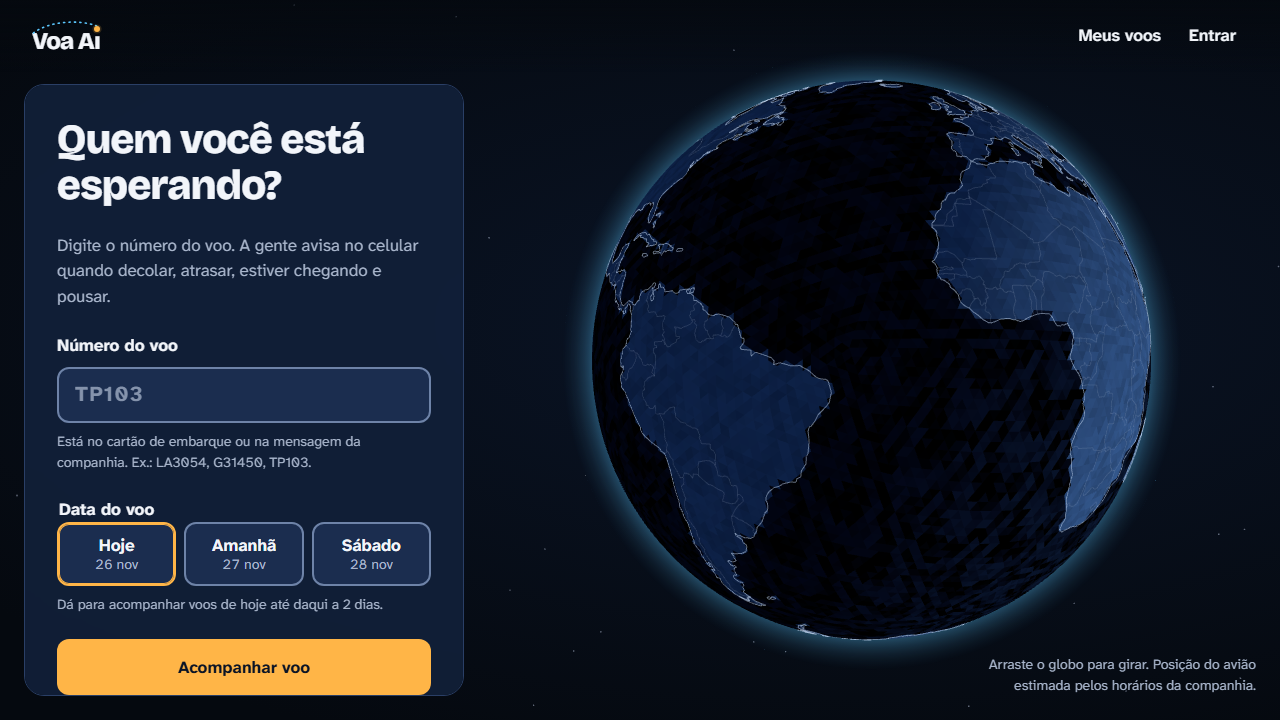 Voa Ai
Meus voos
Entrar
Quem você está
esperando?
Digite o número do voo. A gente avisa no celular
quando decolar, atrasar, estiver chegando e
pousar.
Número do voo
TP103
Está no cartão de embarque ou na mensagem da
companhia. Ex.: LA3054, G31450, TP103.
Data do voo
Hoje
26 nov
Amanhã
27 nov
Sábado
28 nov
Dá para acompanhar voos de hoje até daqui a 2 dias.
Acompanhar voo
Arraste o globo para girar. Posição do avião
estimada pelos horários da companhia.